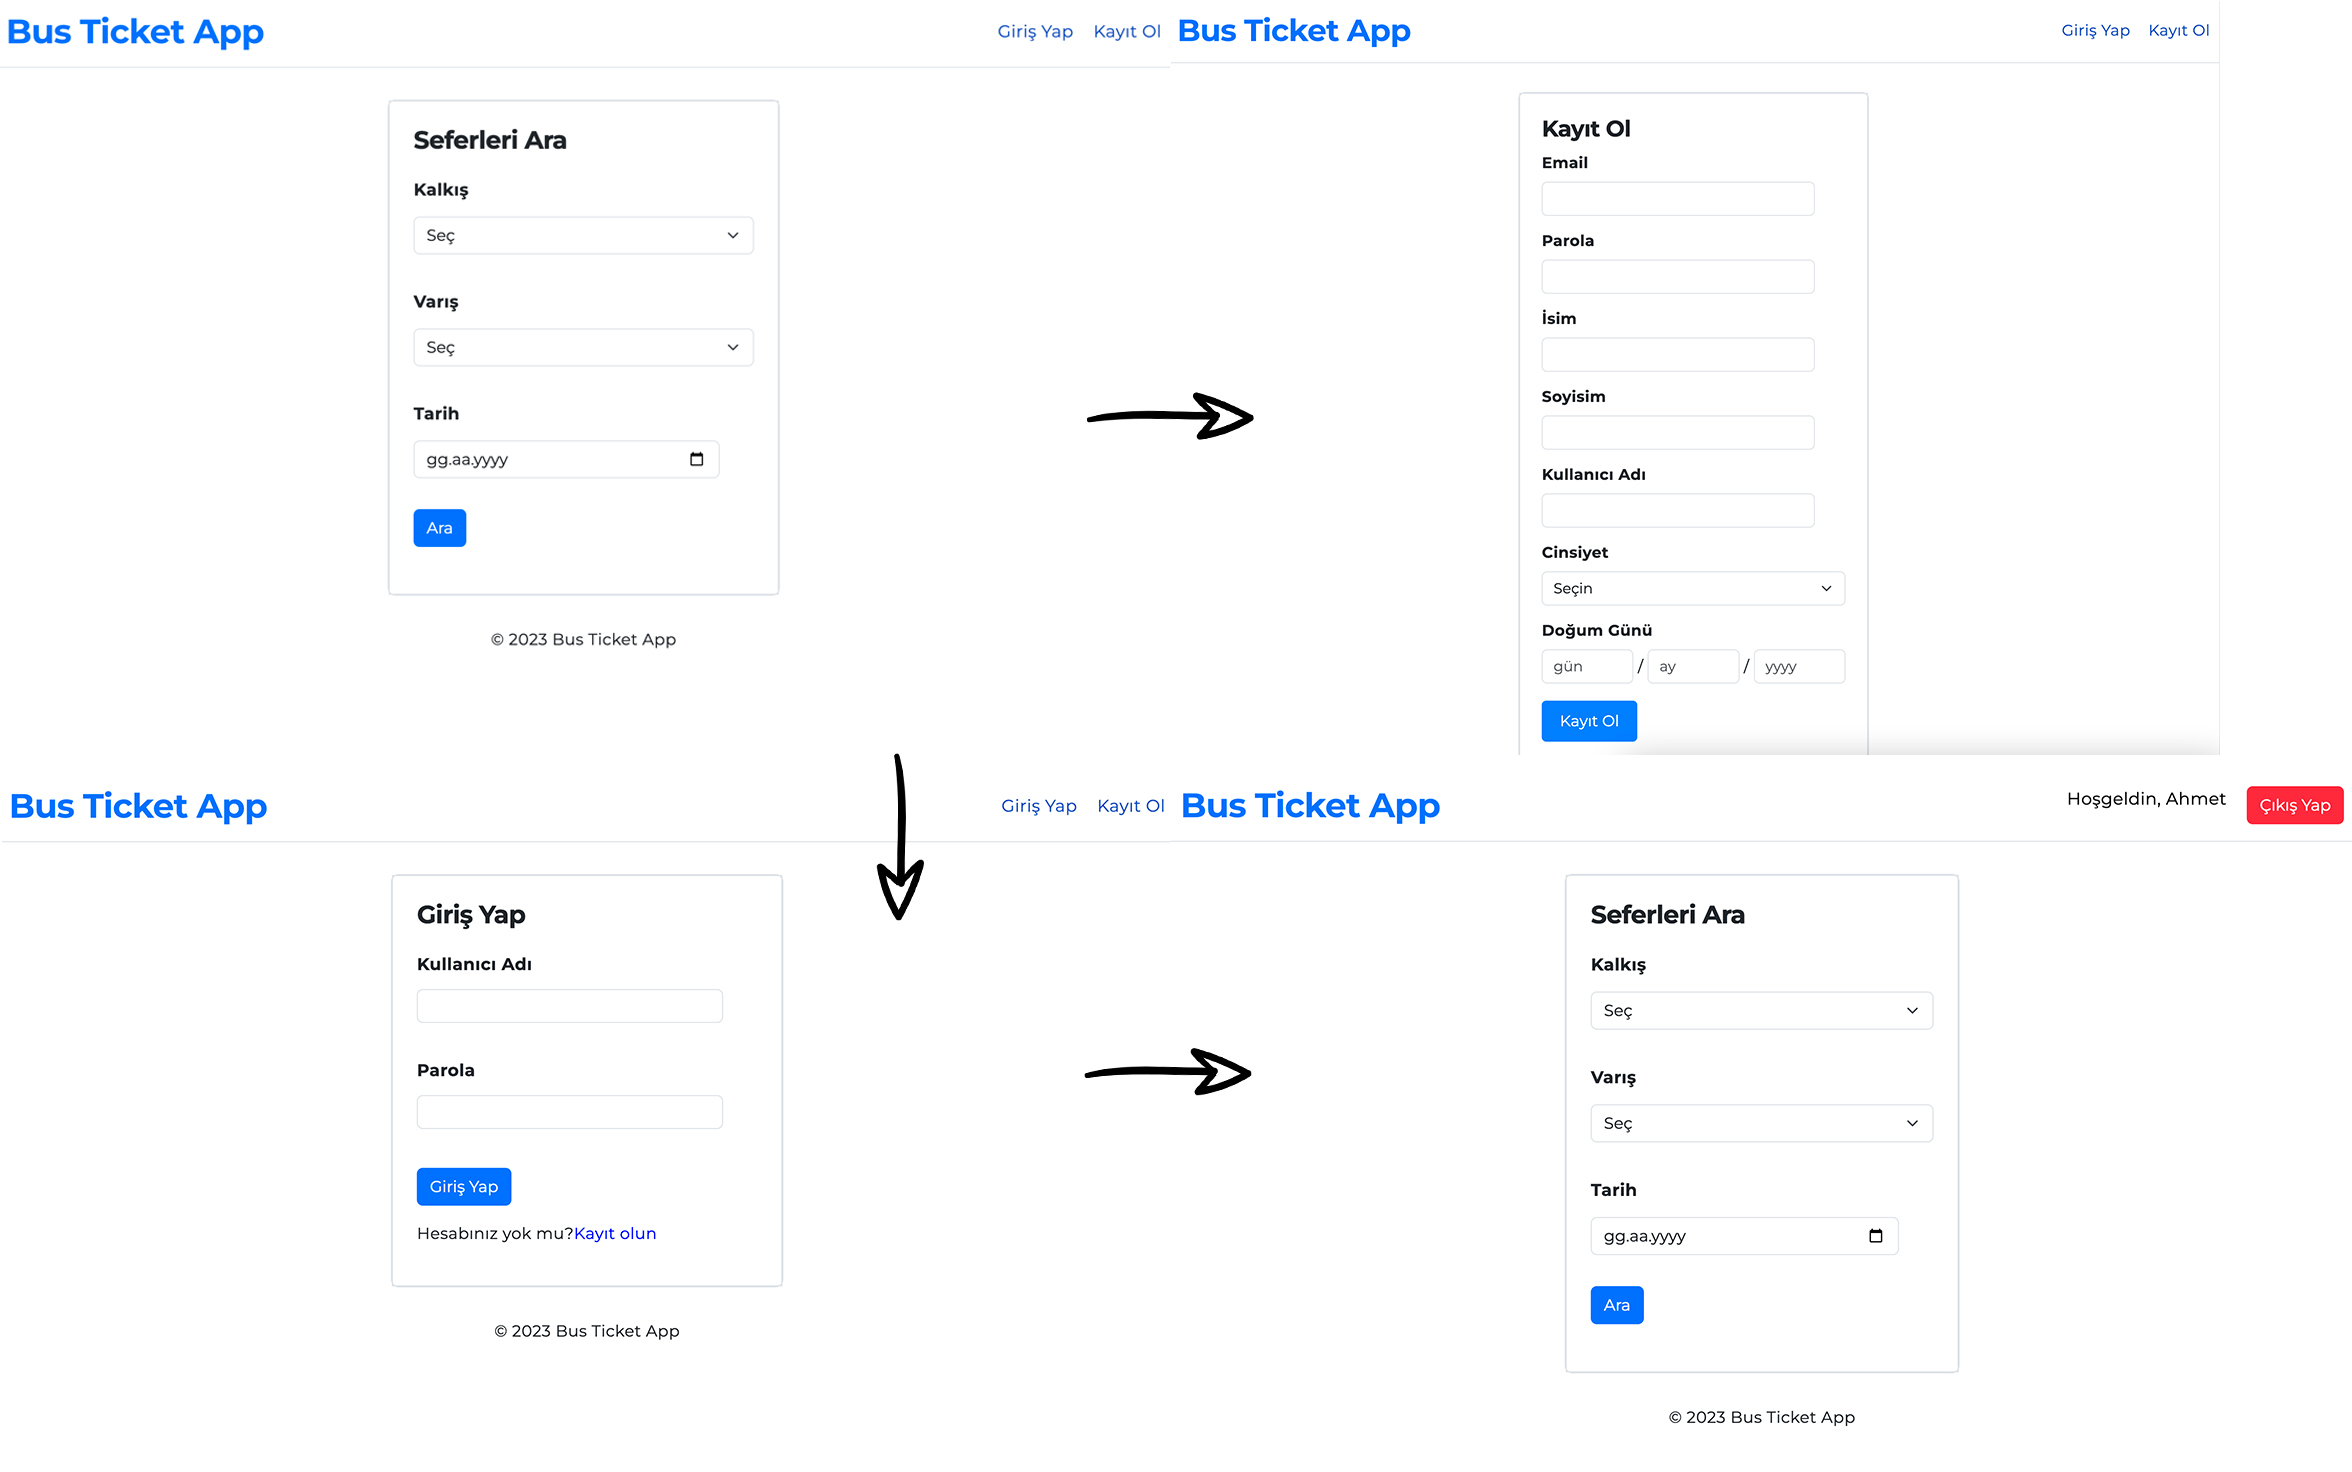 Bus Ticket App
Giriş Yap Kayıt Ol
Seferleri Ara
Kalkış
Seç
Varış
Seç
Tarih
gg.aa.yyyy
Ara
© 2023 Bus Ticket App
Bus Ticket App
Giriş Yap Kayıt Ol
Kayıt Ol
Email
Parola
İsim
Soyisim
Kullanıcı Adı
Cinsiyet
Seçin
Doğum Günü
gün / ay / yyyy
Kayıt Ol
Bus Ticket App
Giriş Yap Kayıt Ol
Giriş Yap
Kullanıcı Adı
Parola
Giriş Yap
Hesabınız yok mu?Kayıt olun
© 2023 Bus Ticket App
Bus Ticket App
Hoşgeldin, Ahmet Çıkış Yap
Seferleri Ara
Kalkış
Seç
Varış
Seç
Tarih
gg.aa.yyyy
Ara
© 2023 Bus Ticket App